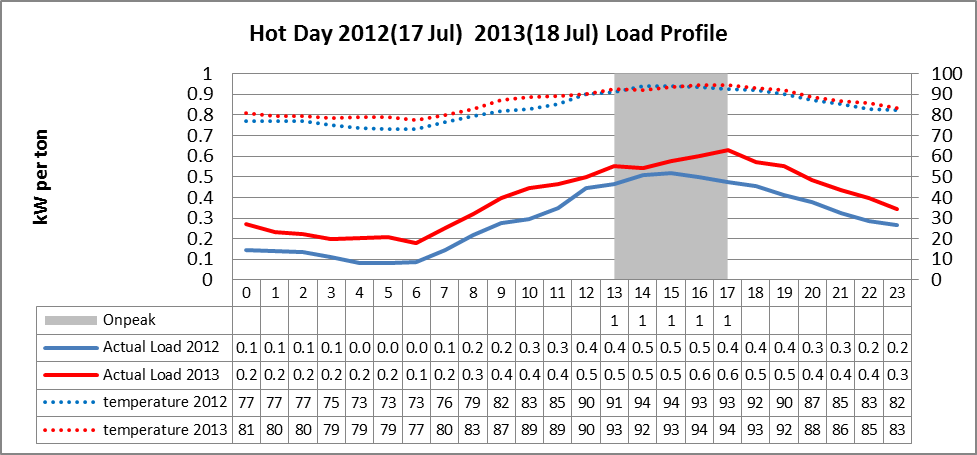 Hot Day 2012(17 Jul)  2013(18 Jul) Load Profile
kW per ton
1 100
0.9 90
0.8 80
0.7 70
0.6 60
0.5 50
0.4 40
0.3 30
0.2 20
0.1 10
0 0
0 1 2 3 4 5 6 7 8 9 10 11 12 13 14 15 16 17 18 19 20 21 22 23
Onpeak 1 1 1 1 1
Actual Load 2012 0.1 0.1 0.1 0.1 0.0 0.0 0.0 0.1 0.2 0.2 0.3 0.3 0.4 0.4 0.5 0.5 0.5 0.4 0.4 0.4 0.3 0.3 0.2 0.2
Actual Load 2013 0.2 0.2 0.2 0.2 0.2 0.2 0.1 0.2 0.3 0.4 0.4 0.4 0.5 0.5 0.5 0.5 0.6 0.6 0.5 0.5 0.4 0.4 0.4 0.3
temperature 2012 77 77 77 75 73 73 73 76 79 82 83 85 90 91 94 94 93 93 92 90 87 85 83 82
temperature 2013 81 80 80 79 79 79 77 80 83 87 89 89 90 93 92 93 94 94 93 92 88 86 85 83